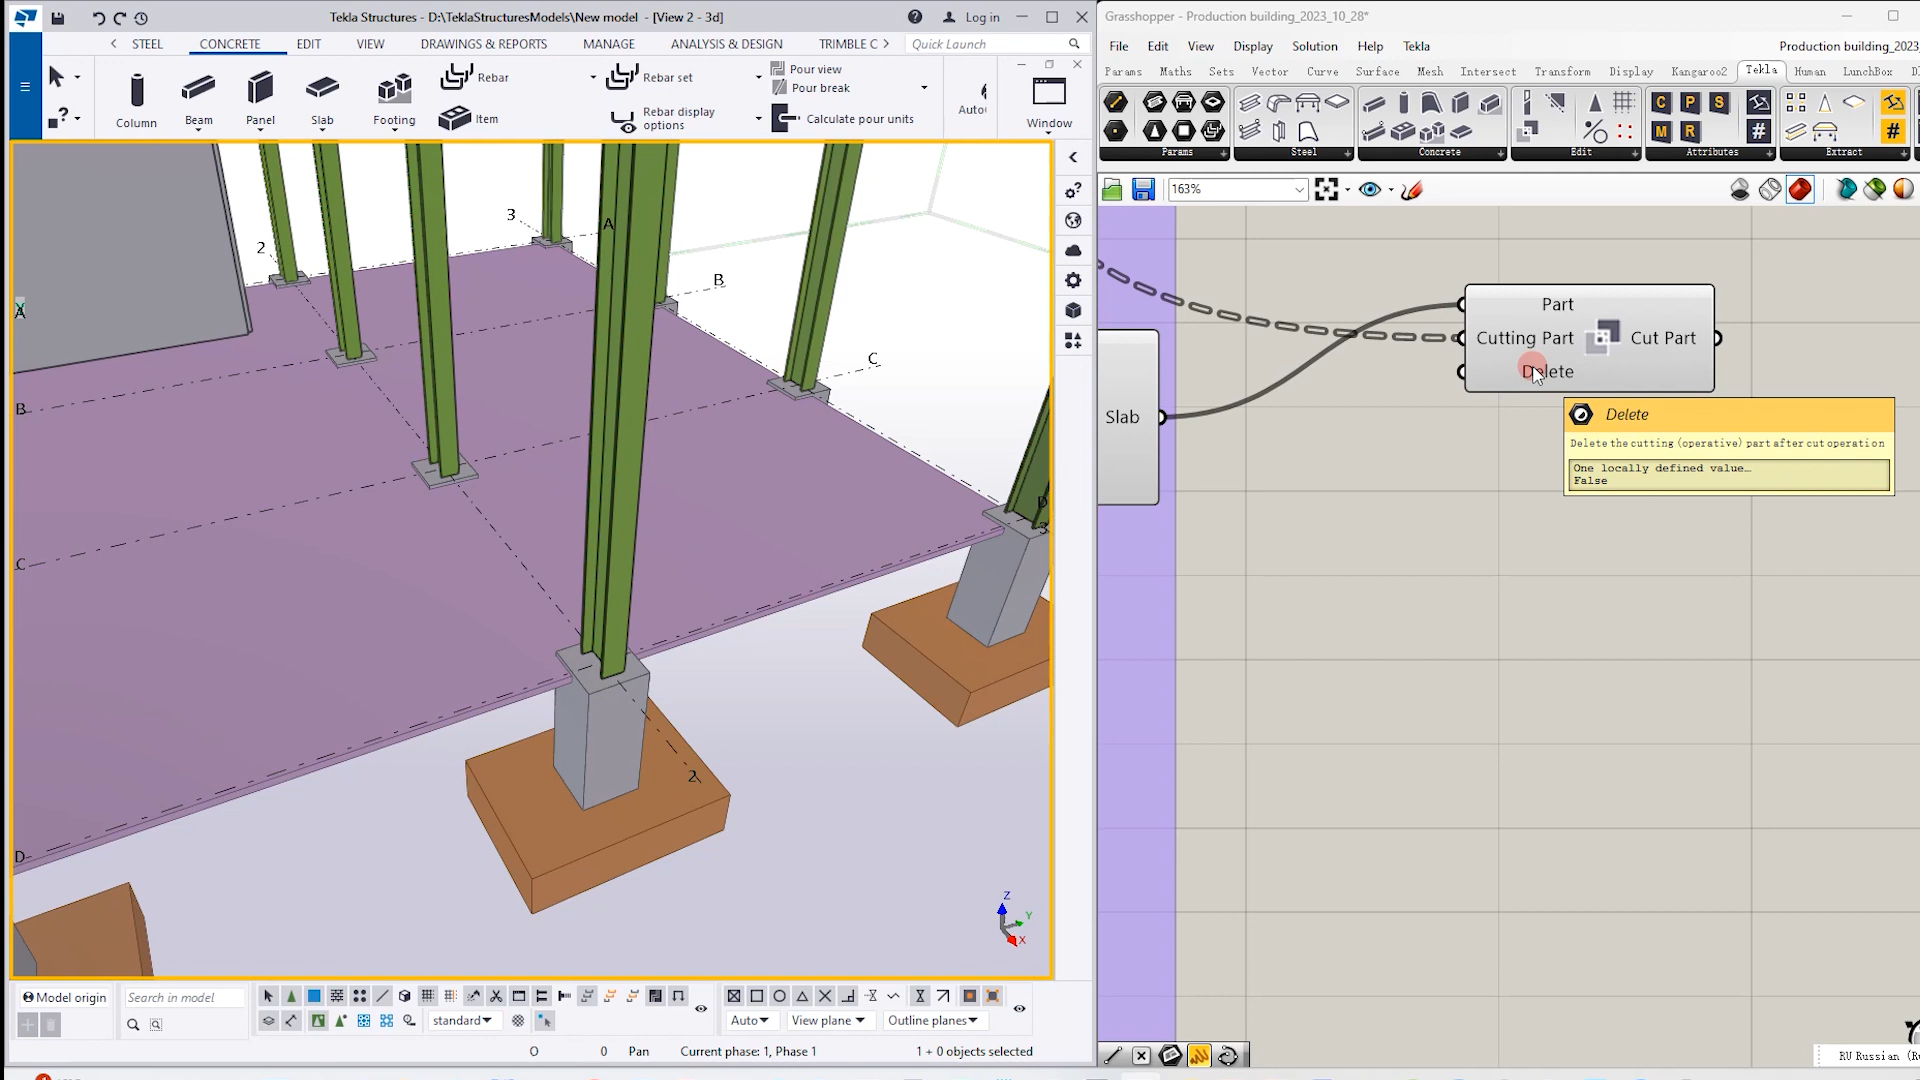 Tekla Structures - D:\TeklaStructuresModels\New model - [View 2 - 3d]
Log in
STEEL CONCRETE EDIT VIEW DRAWINGS & REPORTS MANAGE ANALYSIS & DESIGN TRIMBLE C Quick Launch
Column
Beam
Panel
Slab
Footing
Rebar
Item
Rebar set
Rebar display
options
Pour view
Pour break
Calculate pour units
Window
3
A
2
B
X
A
C
B
D
3
C
2
D
Z
Y
X
Model origin
Search in model
standard
Auto
View plane
Outline planes
O 0 Pan Current phase: 1, Phase 1 1 + 0 objects selected
Grasshopper - Production building_2023_10_28*
File Edit View Display Solution Help Tekla Production building_2023
Params Maths Sets Vector Curve Surface Mesh Intersect Transform Display Kangaroo2 Tekla Human LunchBox
C P S
M R # #
Params Steel Concrete Edit Attributes Extract
163%
Part
Cutting Part
Cut Part
Delete
Slab
Delete
Delete the cutting (operative) part after cut operation
One locally defined value…
False
RU Russian (Ru